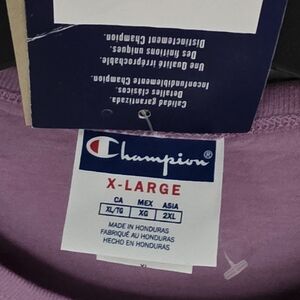 Calidad garantizada.
Detalles clásicos.
Inconfundiblemente Champion.
Une Qualité irréprochable.
Des finitions uniques.
Distinctement Champion.
Champion®
X-LARGE
CA MEX ASIA
XL/TG XG 2XL
MADE IN HONDURAS
FABRIQUÉ AU HONDURAS
HECHO EN HONDURAS
XL